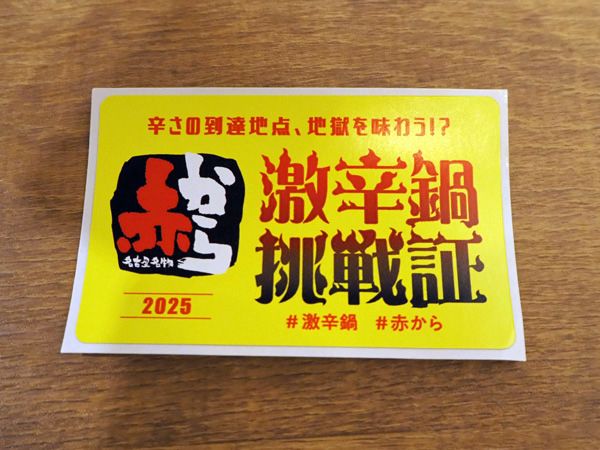 辛さの到達地点、地獄を味わう!?
赤から
名古屋名物
激辛鍋
挑戦証
2025
#激辛鍋 #赤から